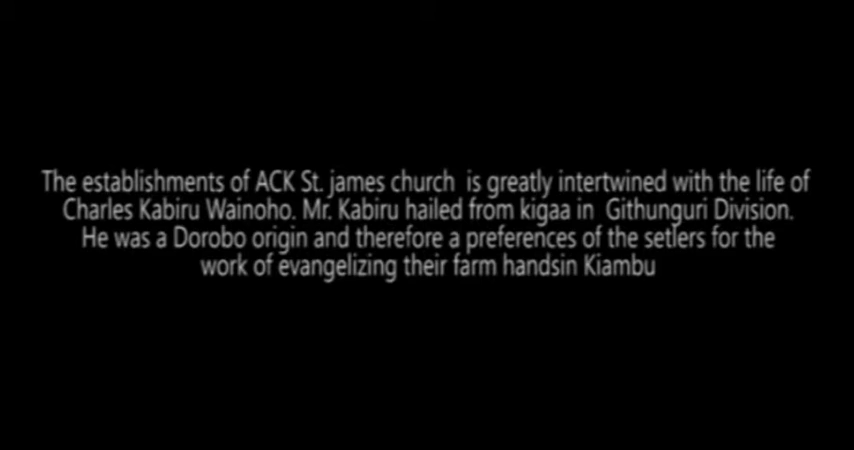 The establishments of ACK St. james church is greatly intertwined with the life of
Charles Kabiru Wainoho. Mr. Kabiru hailed from kigaa in Githunguri Division.
He was a Dorobo origin and therefore a preferences of the setlers for the
work of evangelizing their farm handsin Kiambu